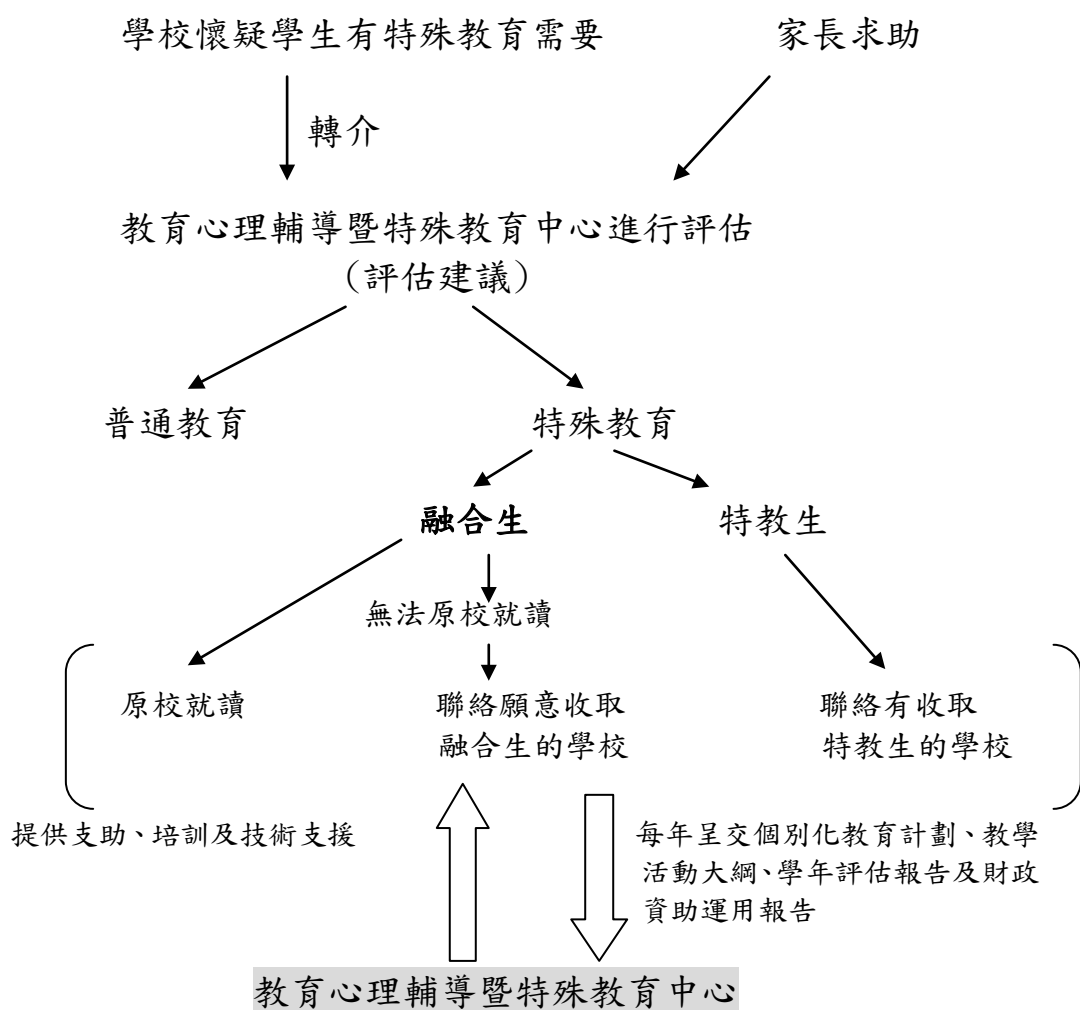 學校懷疑學生有特殊教育需要
家長求助
轉介
教育心理輔導暨特殊教育中心進行評估
（評估建議）
普通教育
特殊教育
融合生
特教生
無法原校就讀
原校就讀
聯絡願意收取
融合生的學校
聯絡有收取
特教生的學校
提供支助、培訓及技術支援
每年呈交個別化教育計劃、教學
活動大綱、學年評估報告及財政
資助運用報告
教育心理輔導暨特殊教育中心